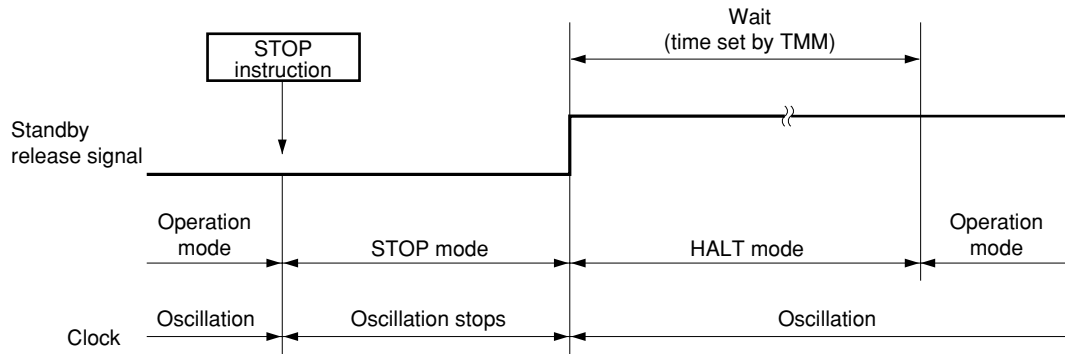 Wait
(time set by TMM)
STOP
instruction
Standby
release signal
Operation
mode
STOP mode
HALT mode
Operation
mode
Clock
Oscillation
Oscillation stops
Oscillation